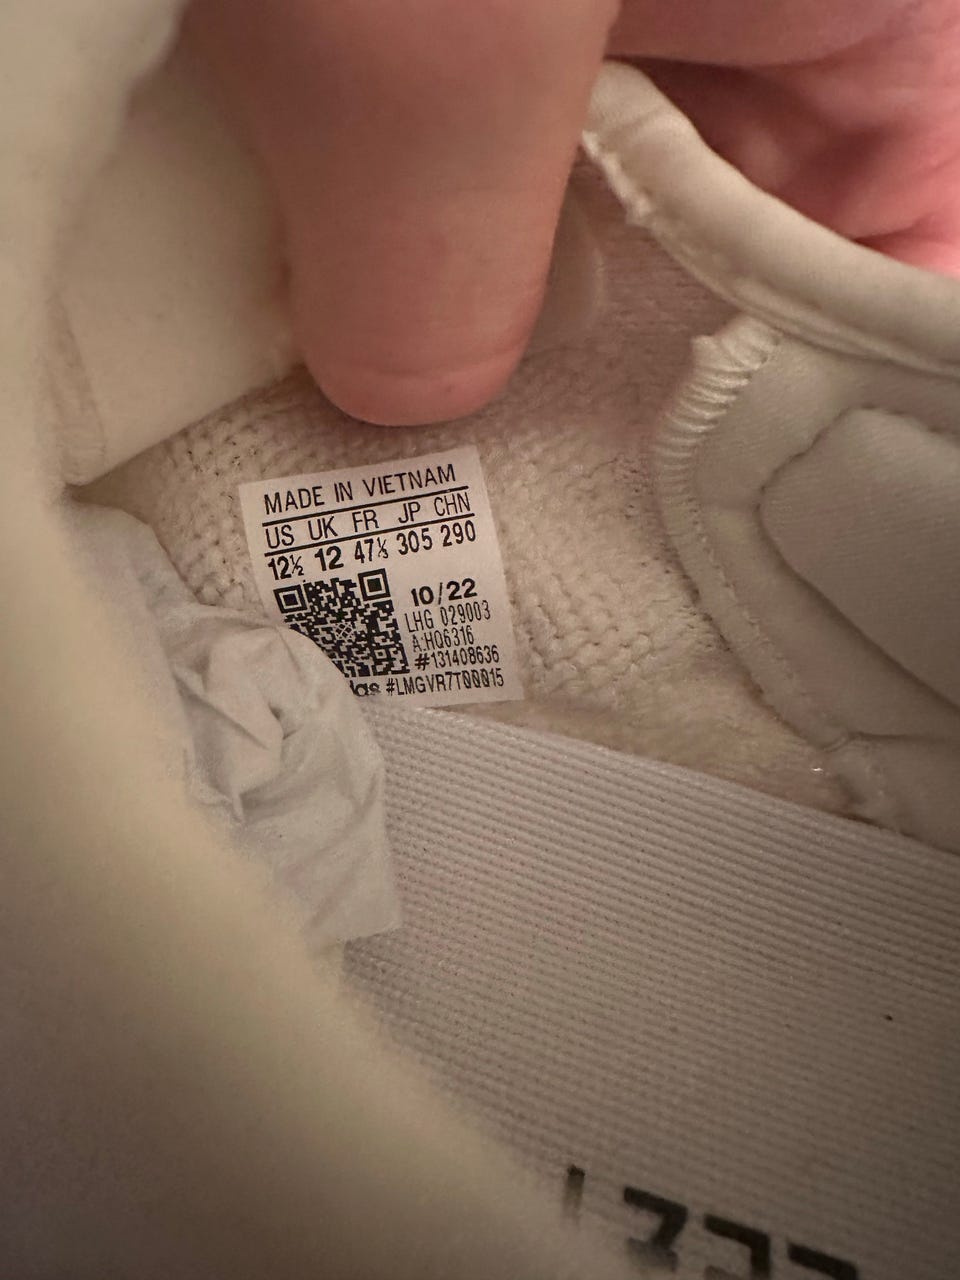 MADE IN VIETNAM
US UK FR JP CHN
12½ 12 47⅓ 305 290
10/22
LHG 029003
A:HQ6316
#131408636
das #LMGVR7T00015